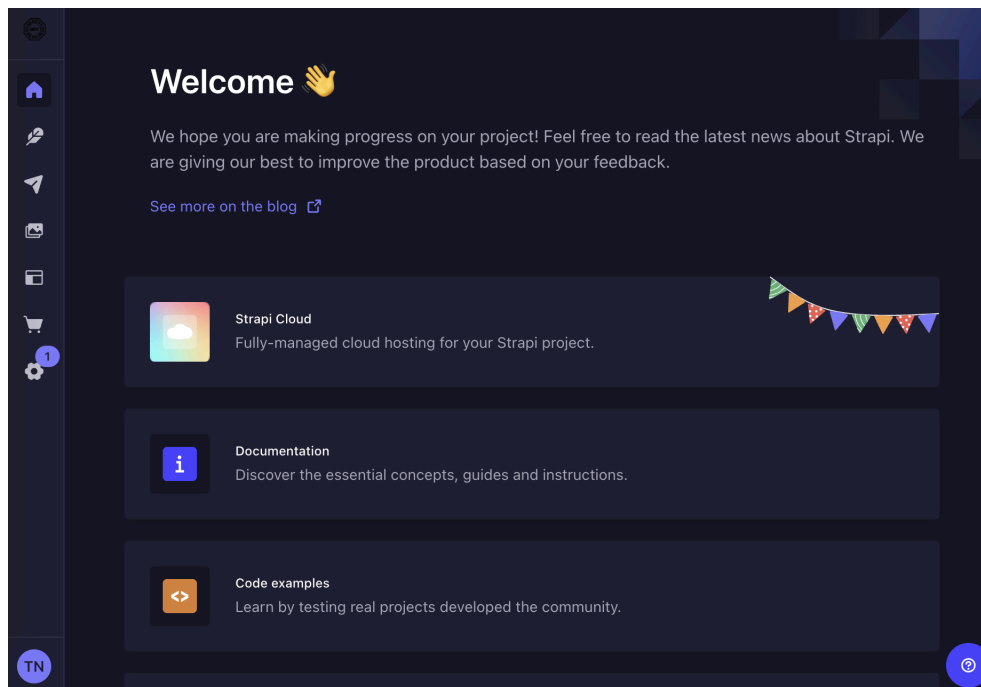 Welcome 👋
We hope you are making progress on your project! Feel free to read the latest news about Strapi. We
are giving our best to improve the product based on your feedback.
See more on the blog
Strapi Cloud
Fully-managed cloud hosting for your Strapi project.
1
Documentation
Discover the essential concepts, guides and instructions.
Code examples
Learn by testing real projects developed the community.
TN